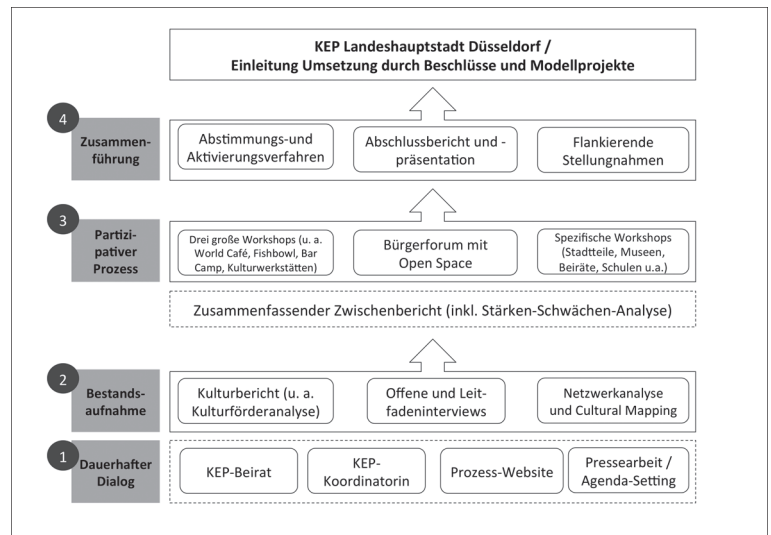 KEP Landeshauptstadt Düsseldorf /
Einleitung Umsetzung durch Beschlüsse und Modellprojekte
4
Zusammen-
führung
Abstimmungs-und
Aktivierungsverfahren
Abschlussbericht und -
präsentation
Flankierende
Stellungnahmen
3
Partizi-
pativer
Prozess
Drei große Workshops (u. a.
World Café, Fishbowl, Bar
Camp, Kulturwerkstätten)
Bürgerforum mit
Open Space
Spezifische Workshops
(Stadtteile, Museen,
Beiräte, Schulen u.a.)
Zusammenfassender Zwischenbericht (inkl. Stärken-Schwächen-Analyse)
2
Bestands-
aufnahme
Kulturbericht (u. a.
Kulturförderanalyse)
Offene und Leit-
fadeninterviews
Netzwerkanalyse
und Cultural Mapping
1
Dauerhafter
Dialog
KEP-Beirat
KEP-
Koordinatorin
Prozess-Website
Pressearbeit /
Agenda-Setting